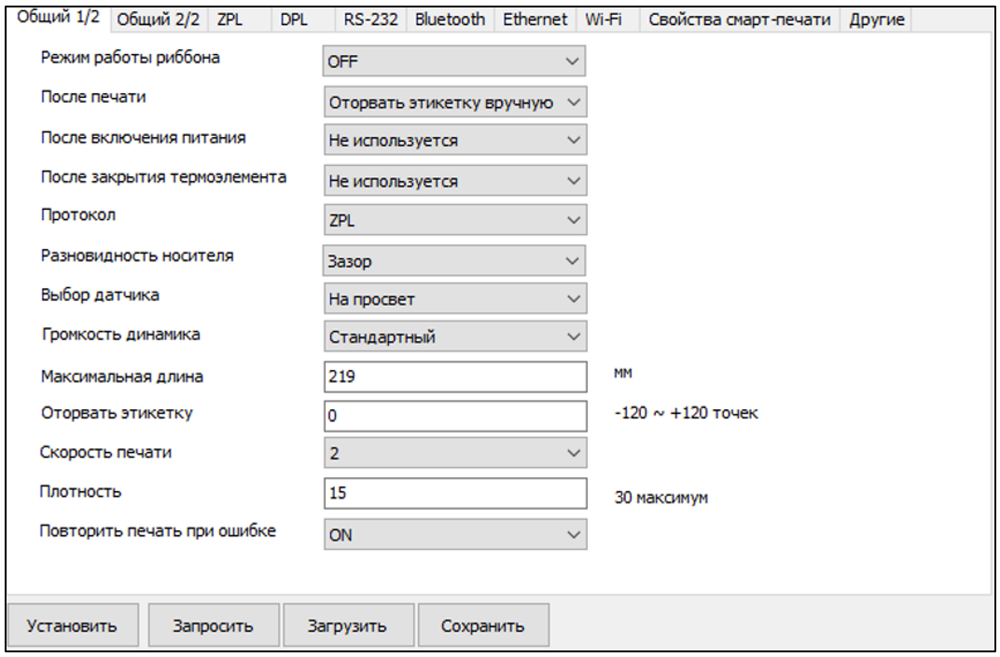 Общий 1/2 Общий 2/2 ZPL DPL RS-232 Bluetooth Ethernet Wi-Fi Свойства смарт-печати Другие
Режим работы риббона OFF
После печати Оторвать этикетку вручную
После включения питания Не используется
После закрытия термоэлемента Не используется
Протокол ZPL
Разновидность носителя Зазор
Выбор датчика На просвет
Громкость динамика Стандартный
Максимальная длина 219 мм
Оторвать этикетку 0 -120 ~ +120 точек
Скорость печати 2
Плотность 15 30 максимум
Повторить печать при ошибке ON
Установить Запросить Загрузить Сохранить